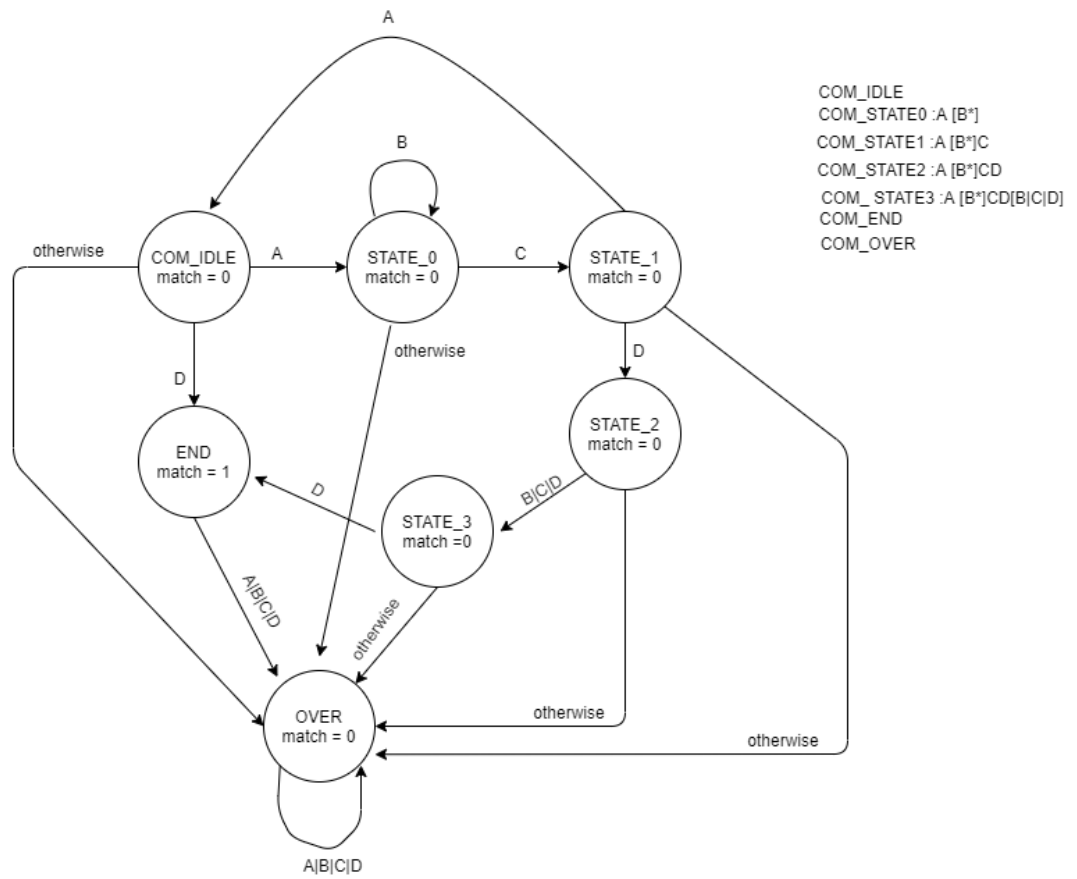 A
COM_IDLE
COM_STATE0 :A [B*]
COM_STATE1 :A [B*]C
COM_STATE2 :A [B*]CD
COM_ STATE3 :A [B*]CD[B|C|D]
COM_END
COM_OVER
B
otherwise
COM_IDLE
match = 0
A
STATE_0
match = 0
C
STATE_1
match = 0
otherwise
D
D
STATE_2
match = 0
END
match = 1
D
B|C|D
STATE_3
match =0
A|B|C|D
otherwise
OVER
match = 0
otherwise
otherwise
A|B|C|D